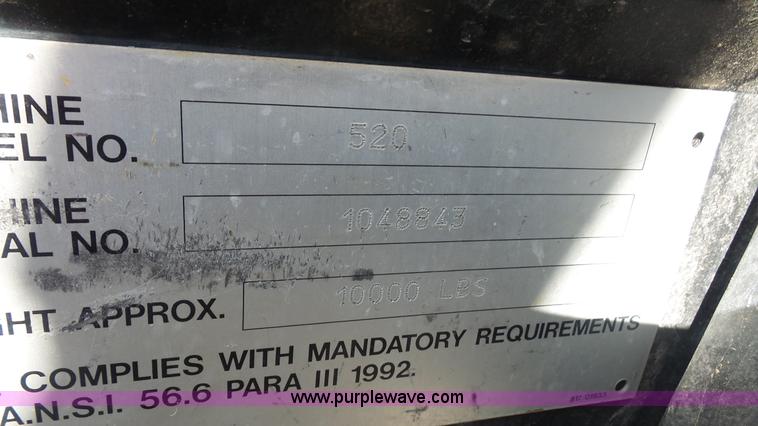 HINE
EL NO. 520
HINE
AL NO. 1048843
GHT APPROX. 10000 LBS
COMPLIES WITH MANDATORY REQUIREMENTS
A.N.S.I. 56.6 PARA III 1992.
www.purplewave.com